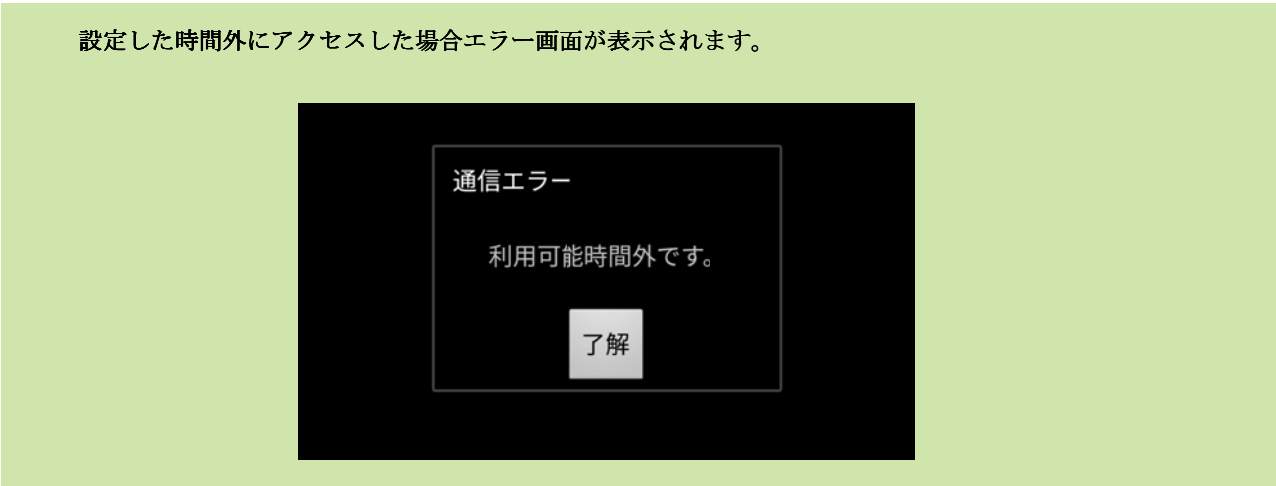 設定した時間外にアクセスした場合エラー画面が表示されます。
通信エラー
利用可能時間外です。
了解